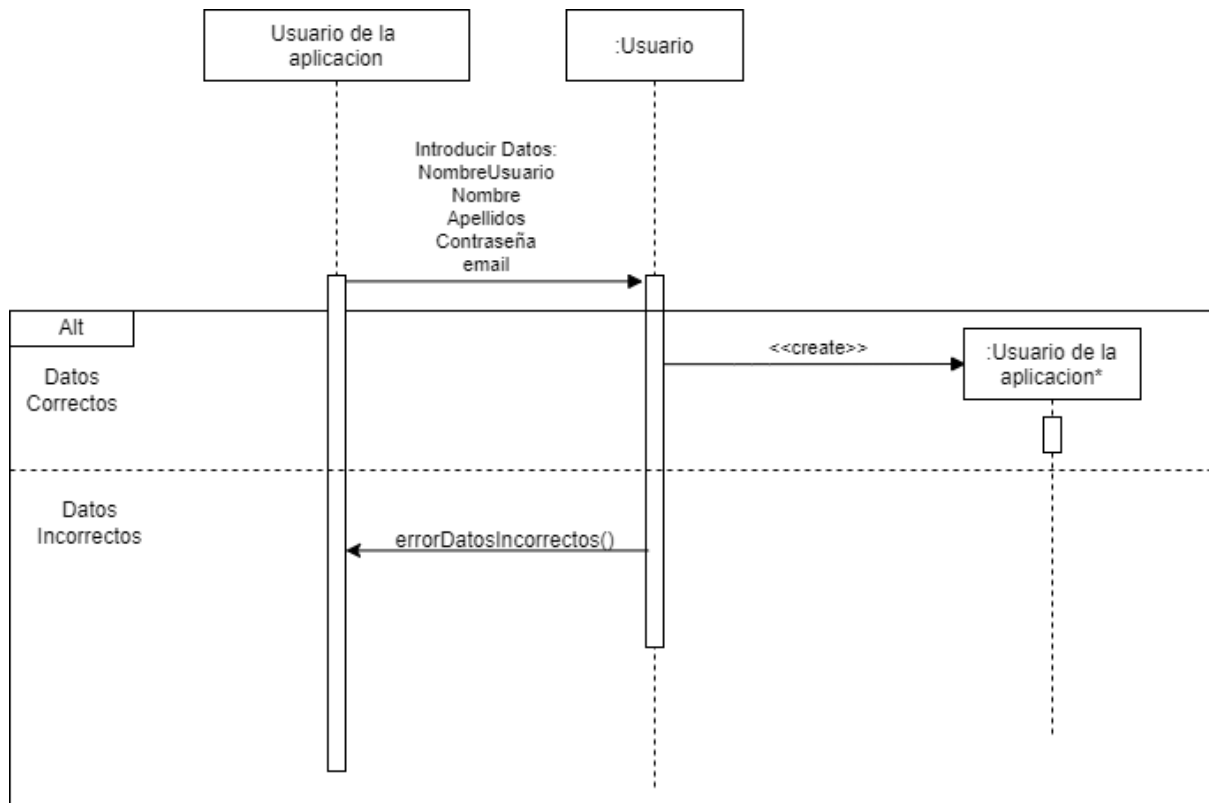 Usuario de la
aplicacion
:Usuario
Introducir Datos:
NombreUsuario
Nombre
Apellidos
Contraseña
email
Alt
Datos
Correctos
<<create>>
:Usuario de la
aplicacion*
Datos
Incorrectos
errorDatosIncorrectos()